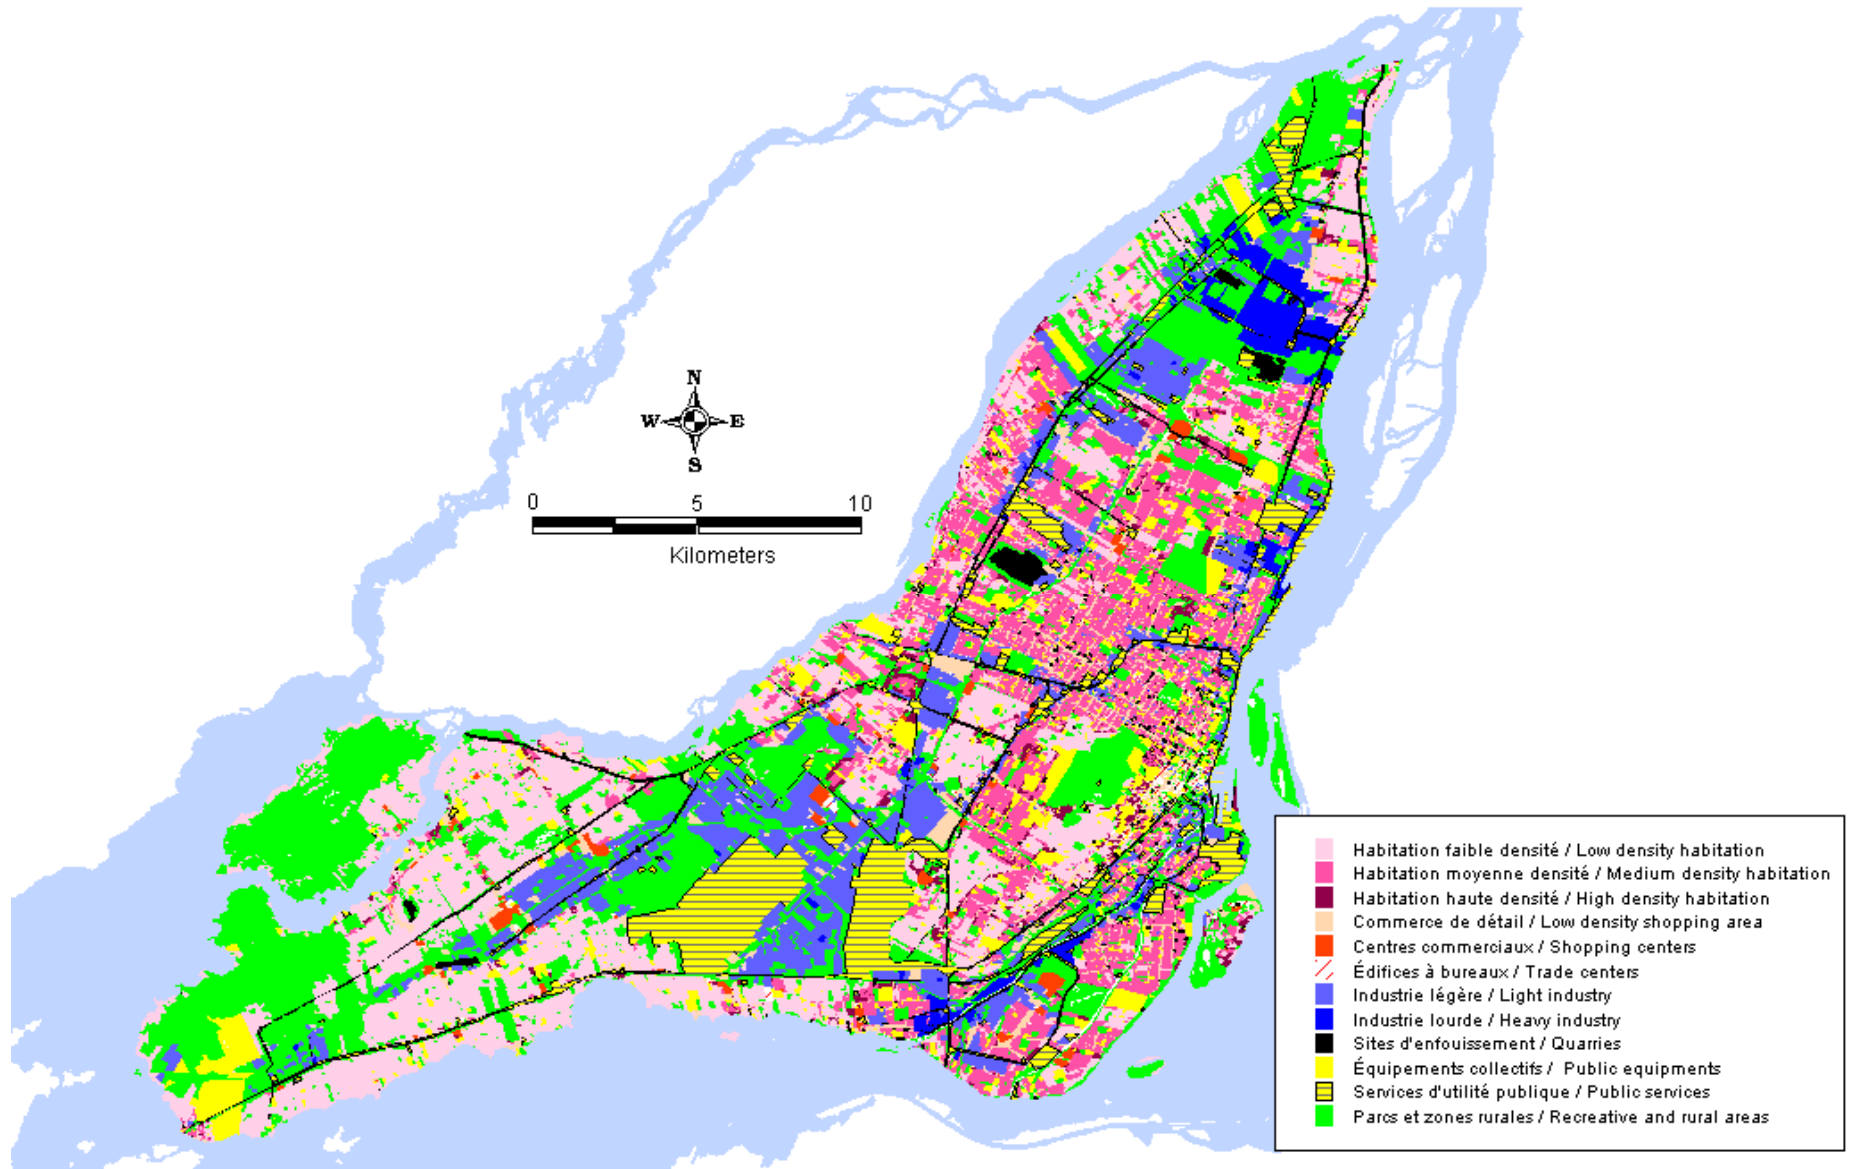 N
W E
S
0 5 10
Kilometers
Habitation faible densité / Low density habitation
Habitation moyenne densité / Medium density habitation
Habitation haute densité / High density habitation
Commerce de détail / Low density shopping area
Centres commerciaux / Shopping centers
Édifices à bureaux / Trade centers
Industrie légère / Light industry
Industrie lourde / Heavy industry
Sites d'enfouissement / Quarries
Équipements collectifs / Public equipments
Services d'utilité publique / Public services
Parcs et zones rurales / Recreative and rural areas